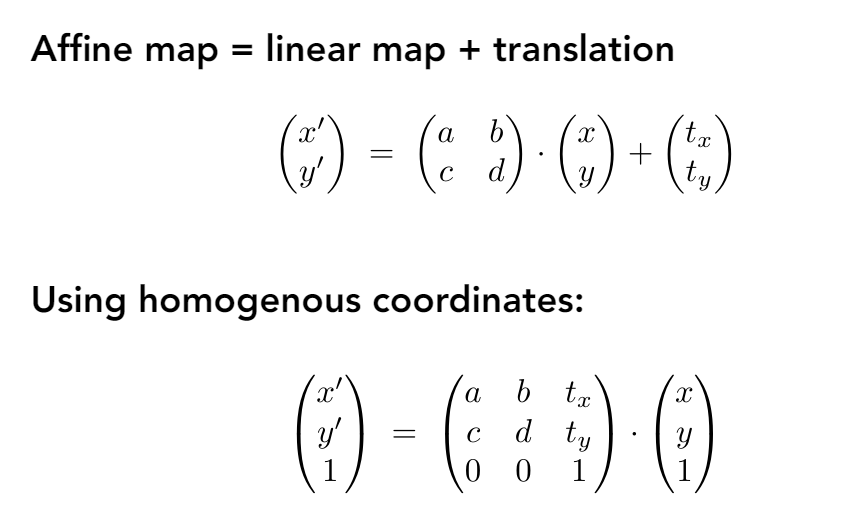 Affine map = linear map + translation
$\begin{pmatrix} x' \\ y' \end{pmatrix} = \begin{pmatrix} a & b \\ c & d \end{pmatrix} \cdot \begin{pmatrix} x \\ y \end{pmatrix} + \begin{pmatrix} t_x \\ t_y \end{pmatrix}$
Using homogenous coordinates:
$\begin{pmatrix} x' \\ y' \\ 1 \end{pmatrix} = \begin{pmatrix} a & b & t_x \\ c & d & t_y \\ 0 & 0 & 1 \end{pmatrix} \cdot \begin{pmatrix} x \\ y \\ 1 \end{pmatrix}$